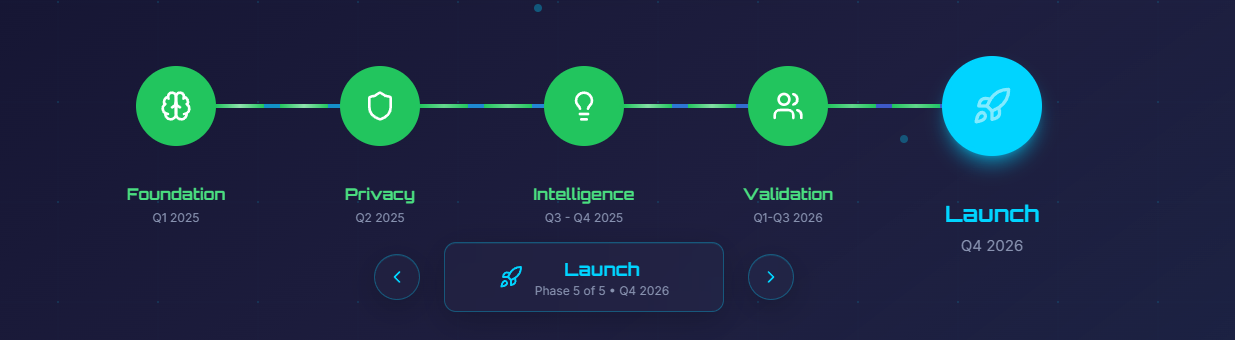 Foundation
Q1 2025
Privacy
Q2 2025
Intelligence
Q3 - Q4 2025
Validation
Q1-Q3 2026
Launch
Q4 2026
Launch
Phase 5 of 5 • Q4 2026